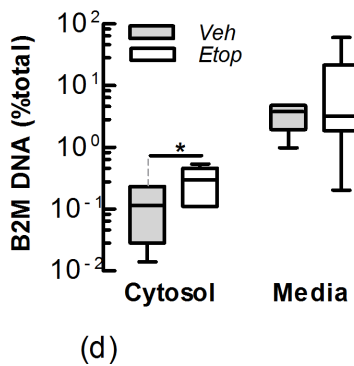 B2M DNA (%total)
10²
10¹
10⁰
10⁻¹
10⁻²
Veh
Etop
*
Cytosol Media
(d)